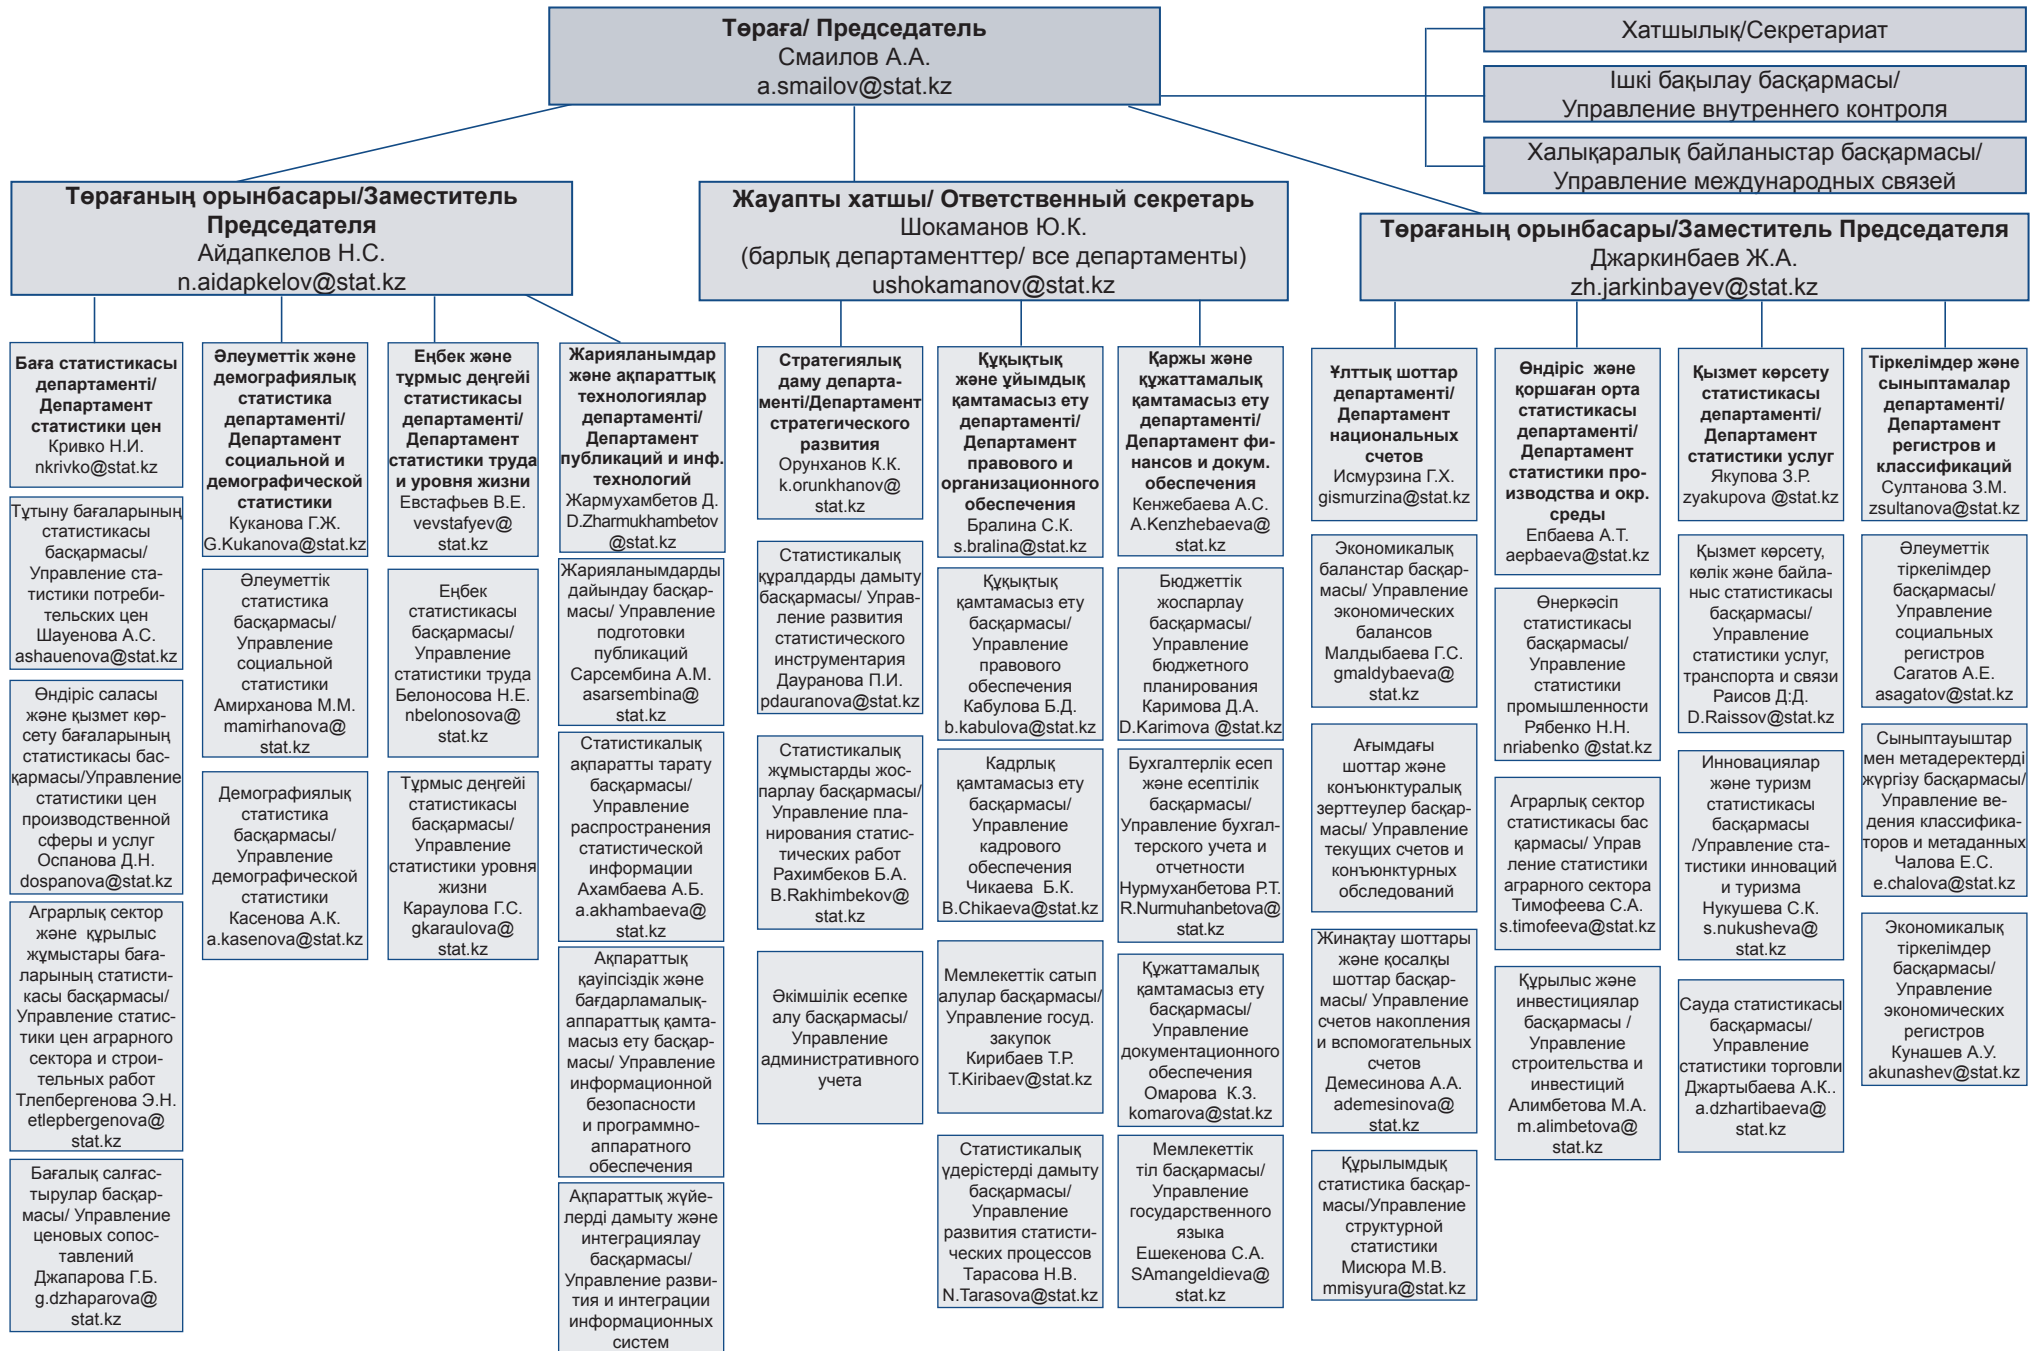 Төраға/ Председатель
Смаилов А.А.
a.smailov@stat.kz
Хатшылық/Секретариат
Ішкі бақылау басқармасы/
Управление внутреннего контроля
Халықаралық байланыстар басқармасы/
Управление международных связей
Төрағаның орынбасары/Заместитель
Председателя
Айдапкелов Н.С.
n.aidapkelov@stat.kz
Жауапты хатшы/ Ответственный секретарь
Шокаманов Ю.К.
(барлық департаменттер/ все департаменты)
ushokamanov@stat.kz
Төрағаның орынбасары/Заместитель Председателя
Джаркинбаев Ж.А.
zh.jarkinbayev@stat.kz
Баға статистикасы
департаменті/
Департамент
статистики цен
Кривко Н.И.
nkrivko@stat.kz
Тұтыну бағаларының
статистикасы
басқармасы/
Управление ста-
тистики потреби-
тельских цен
Шауенова А.С.
ashauenova@stat.kz
Өндіріс саласы
және қызмет көр-
сету бағаларының
статистикасы бас-
қармасы/Управление
статистики цен
производственной
сферы и услуг
Оспанова Д.Н.
dospanova@stat.kz
Аграрлық сектор
және құрылыс
жұмыстары баға-
ларының статисти-
касы басқармасы/
Управление статис-
тики цен аграрного
сектора и строи-
тельных работ
Тлепбергенова Э.Н.
etlepbergenova@
stat.kz
Бағалық салғас-
тырулар басқар-
масы/ Управление
ценовых сопос-
тавлений
Джапарова Г.Б.
g.dzhaparova@
stat.kz
Әлеуметтік және
демографиялық
статистика
департаменті/
Департамент
социальной и
демографической
статистики
Куканова Г.Ж.
G.Kukanova@stat.kz
Әлеуметтік
статистика
басқармасы/
Управление
социальной
статистики
Амирханова М.М.
mamirhanova@
stat.kz
Демографиялық
статистика
басқармасы/
Управление
демографической
статистики
Касенова А.К.
a.kasenova@stat.kz
Еңбек және
тұрмыс деңгейі
статистикасы
департаменті/
Департамент
статистики труда
и уровня жизни
Евстафьев В.Е.
vevstafyev@
stat.kz
Еңбек
статистикасы
басқармасы/
Управление
статистики труда
Белоносова Н.Е.
nbelonosova@
stat.kz
Тұрмыс деңгейі
статистикасы
басқармасы/
Управление
статистики уровня
жизни
Караулова Г.С.
gkaraulova@
stat.kz
Жарияланымдар
және ақпараттық
технологиялар
департаменті/
Департамент
публикаций и инф.
технологий
Жармухамбетов Д.
D.Zharmukhambetov
@stat.kz
Жарияланымдарды
дайындау басқар-
масы/ Управление
подготовки
публикаций
Сарсембина А.М.
asarsembina@
stat.kz
Статистикалық
ақпаратты тарату
басқармасы/
Управление
распространения
статистической
информации
Ахамбаева А.Б.
a.akhambaeva@
stat.kz
Ақпараттық
қауіпсіздік және
бағдарламалық-
аппараттық қамта-
масыз ету басқар-
масы/ Управление
информационной
безопасности
и программно-
аппаратного
обеспечения
Ақпараттық жүйе-
лерді дамыту және
интеграциялау
басқармасы/
Управление разви-
тия и интеграции
информационных
систем
Стратегиялық
даму департа-
менті/Департамент
стратегического
развития
Орунханов К.К.
k.orunkhanov@
stat.kz
Статистикалық
құралдарды дамыту
басқармасы/ Управ-
ление развития
статистического
инструментария
Дауранова П.И.
pdauranova@stat.kz
Статистикалық
жұмыстарды жос-
парлау басқармасы/
Управление пла-
нирования статис-
тических работ
Рахимбеков Б.А.
B.Rakhimbekov@
stat.kz
Әкімшілік есепке
алу басқармасы/
Управление
административного
учета
Құқықтық
және ұйымдық
қамтамасыз ету
департаменті/
Департамент
правового и
организационного
обеспечения
Бралина С.К.
s.bralina@stat.kz
Құқықтық
қамтамасыз ету
басқармасы/
Управление
правового
обеспечения
Кабулова Б.Д.
b.kabulova@stat.kz
Кадрлық
қамтамасыз ету
басқармасы/
Управление
кадрового
обеспечения
Чикаева Б.К.
B.Chikaeva@stat.kz
Мемлекеттік сатып
алулар басқармасы/
Управление госуд.
закупок
Кирибаев Т.Р.
T.Kiribaev@stat.kz
Статистикалық
үдерістерді дамыту
басқармасы/
Управление
развития статисти-
ческих процессов
Тарасова Н.В.
N.Tarasova@stat.kz
Қаржы және
құжаттамалық
қамтамасыз ету
департаменті/
Департамент фи-
нансов и докум.
обеспечения
Кенжебаева А.С.
A.Kenzhebaeva@
stat.kz
Бюджеттік
жоспарлау
басқармасы/
Управление
бюджетного
планирования
Каримова Д.А.
D.Karimova @stat.kz
Бухгалтерлік есеп
және есептілік
басқармасы/
Управление бухгал-
терского учета и
отчетности
Нурмуханбетова Р.Т.
R.Nurmuhanbetova@
stat.kz
Құжаттамалық
қамтамасыз ету
басқармасы/
Управление
документационного
обеспечения
Омарова К.З.
komarova@stat.kz
Мемлекеттік
тіл басқармасы/
Управление
государственного
языка
Ешекенова С.А.
SAmangeldieva@
stat.kz
Ұлттық шоттар
департаменті/
Департамент
национальных
счетов
Исмурзина Г.Х.
gismurzina@stat.kz
Экономикалық
баланстар басқар-
масы/ Управление
экономических
балансов
Малдыбаева Г.С.
gmaldybaeva@
stat.kz
Ағымдағы
шоттар және
конъюнктуралық
зерттеулер басқар-
масы/ Управление
текущих счетов и
конъюнктурных
обследований
Жинақтау шоттары
және қосалқы
шоттар басқар-
масы/ Управление
счетов накопления
и вспомогательных
счетов
Демесинова А.А.
ademesinova@
stat.kz
Құрылымдық
статистика басқар-
масы/Управление
структурной
статистики
Мисюра М.В.
mmisyura@stat.kz
Өндіріс және
қоршаған орта
статистикасы
департаменті/
Департамент
статистики про-
изводства и окр.
среды
Епбаева А.Т.
aepbaeva@stat.kz
Өнеркәсіп
статистикасы
басқармасы/
Управление
статистики
промышленности
Рябенко Н.Н.
nriabenko @stat.kz
Аграрлық сектор
статистикасы бас
қармасы/ Управ
ление статистики
аграрного сектора
Тимофеева С.А.
s.timofeeva@stat.kz
Құрылыс және
инвестициялар
басқармасы /
Управление
строительства и
инвестиций
Алимбетова М.А.
m.alimbetova@
stat.kz
Қызмет көрсету
статистикасы
департаменті/
Департамент
статистики услуг
Якупова З.Р.
zyakupova @stat.kz
Қызмет көрсету,
көлік және байла-
ныс статистикасы
басқармасы/
Управление
статистики услуг,
транспорта и связи
Раисов Д.Д.
D.Raissov@stat.kz
Инновациялар
және туризм
статистикасы
басқармасы
/Управление ста-
тистики инноваций
и туризма
Нукушева С.К.
s.nukusheva@
stat.kz
Сауда статистикасы
басқармасы/
Управление
статистики торговли
Джартыбаева А.К..
a.dzhartibaeva@
stat.kz
Тіркелімдер және
сыныптамалар
департаменті/
Департамент
регистров и
классификаций
Султанова З.М.
zsultanova@stat.kz
Әлеуметтік
тіркелімдер
басқармасы/
Управление
социальных
регистров
Сагатов А.Е.
asagatov@stat.kz
Сыныптауыштар
мен метадеректерді
жүргізу басқармасы/
Управление ве-
дения классифика-
торов и метаданных
Чалова Е.С.
e.chalova@stat.kz
Экономикалық
тіркелімдер
басқармасы/
Управление
экономических
регистров
Кунашев А.У.
akunashev@stat.kz